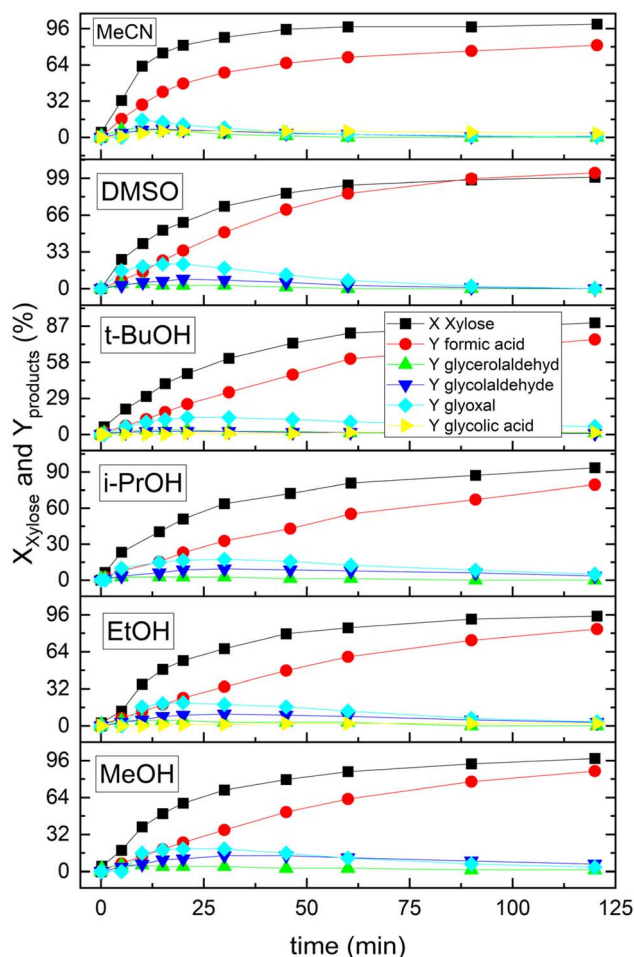 X_Xylose and Y_products (%)
MeCN
96
64
32
0
DMSO
99
66
33
0
t-BuOH
87
58
29
0
X Xylose
Y formic acid
Y glycerolaldehyd
Y glycolaldehyde
Y glyoxal
Y glycolic acid
i-PrOH
90
60
30
0
EtOH
96
64
32
0
MeOH
96
64
32
0
0 25 50 75 100 125
time (min)